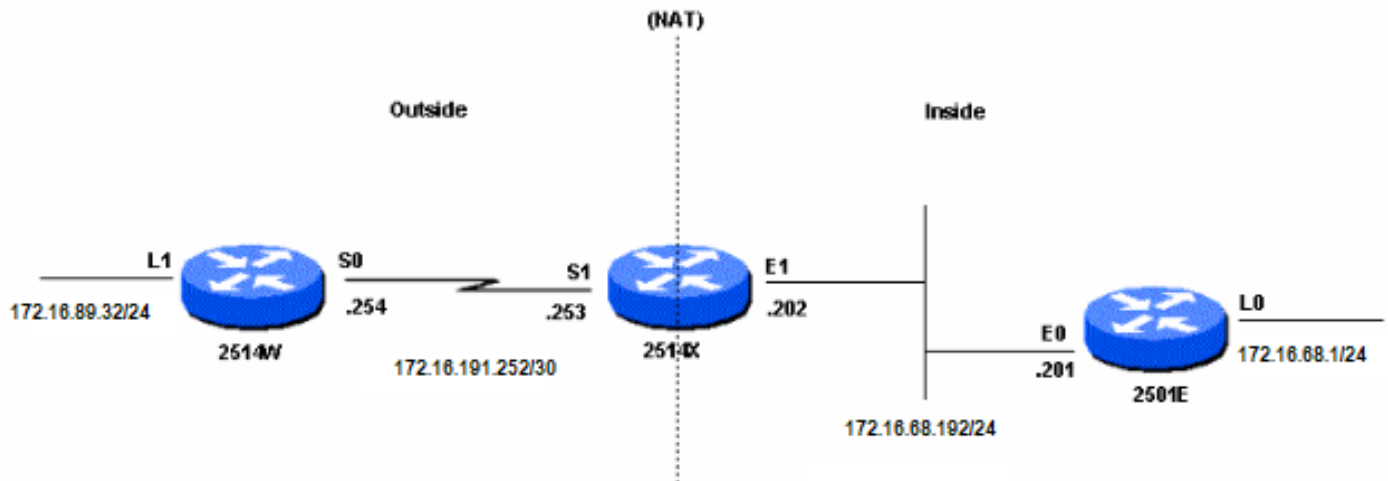 (NAT)
Outside
Inside
L1
S0
S1
E1
E0
L0
172.16.89.32/24
.254
.253
.202
.201
172.16.68.1/24
2514W
2514X
2501E
172.16.191.252/30
172.16.68.192/24